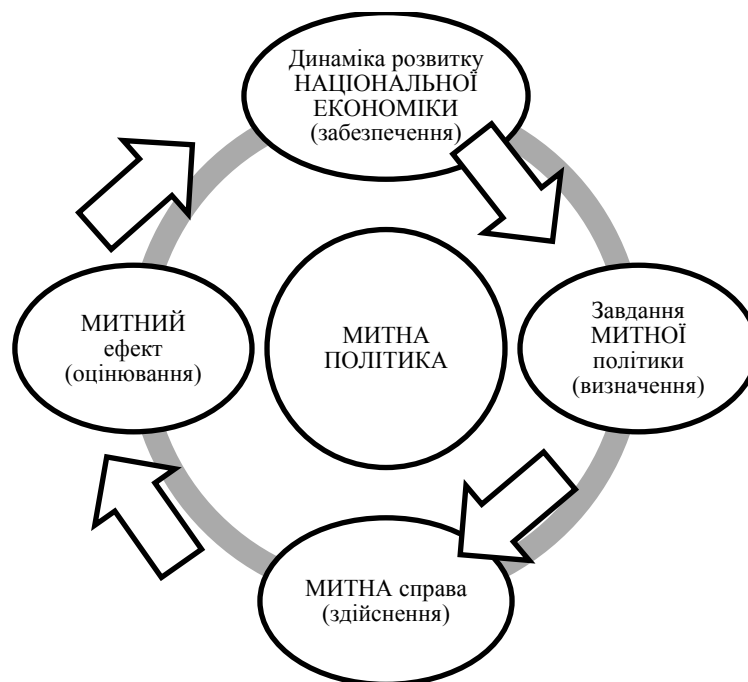 Динаміка розвитку
НАЦІОНАЛЬНОЇ
ЕКОНОМІКИ
(забезпечення)
МИТНИЙ
ефект
(оцінювання)
МИТНА
ПОЛІТИКА
Завдання
МИТНОЇ
політики
(визначення)
МИТНА справа
(здійснення)